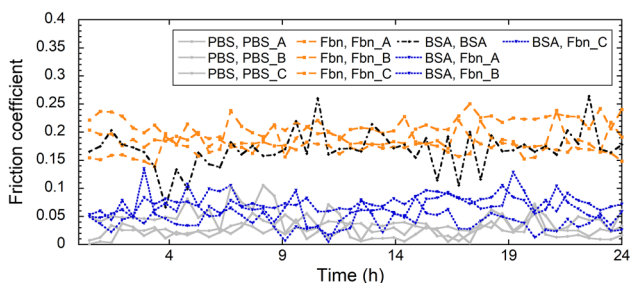 0.4
0.35
0.3
0.25
0.2
0.15
0.1
0.05
0
Friction coefficient
PBS, PBS_A Fbn, Fbn_A BSA, BSA BSA, Fbn_C
PBS, PBS_B Fbn, Fbn_B BSA, Fbn_A
PBS, PBS_C Fbn, Fbn_C BSA, Fbn_B
4 9 14 19 24
Time (h)